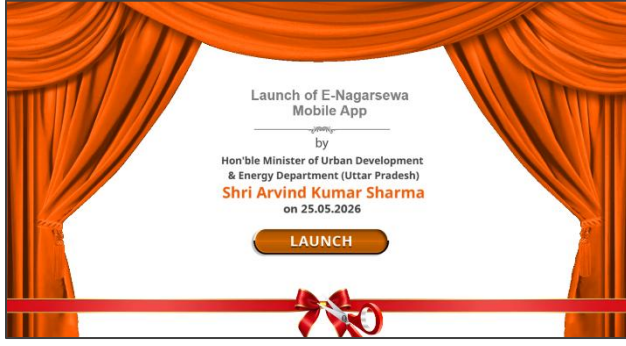 Launch of E-Nagarsewa
Mobile App
by
Hon'ble Minister of Urban Development
& Energy Department (Uttar Pradesh)
Shri Arvind Kumar Sharma
on 25.05.2026
LAUNCH